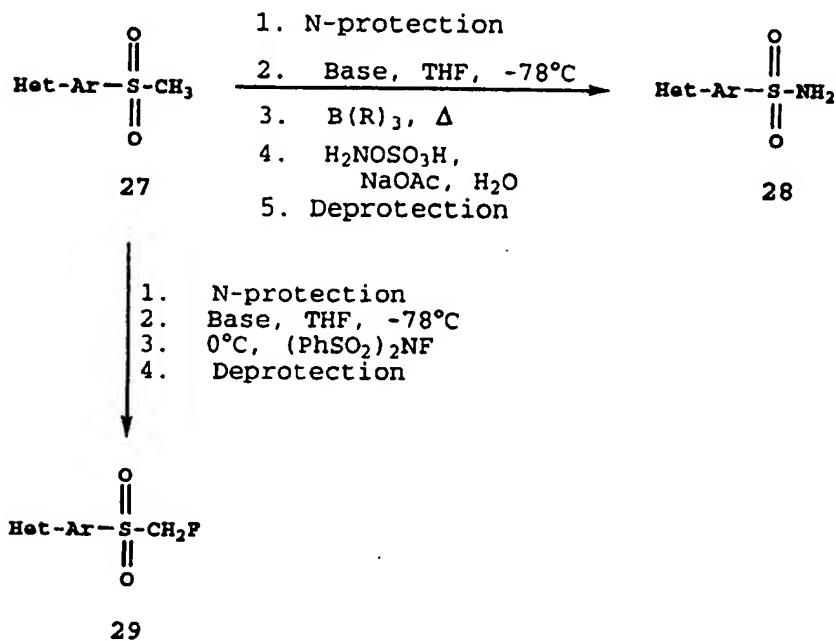 1. N-protection
2. Base, THF, -78°C
3. B(R)₃, Δ
4. H₂NOSO₃H,
NaOAc, H₂O
5. Deprotection
O
Het-Ar-S-CH₃
O
27
O
Het-Ar-S-NH₂
O
28
1. N-protection
2. Base, THF, -78°C
3. 0°C, (PhSO₂)₂NF
4. Deprotection
O
Het-Ar-S-CH₂F
O
29